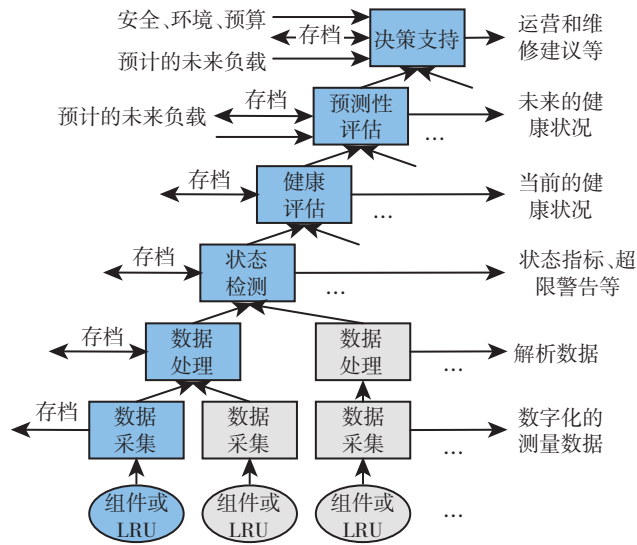 安全、环境、预算
存档
预计的未来负载
决策支持
运营和维
修建议等
存档
预计的未来负载
预测性
评估
...
未来的健
康状况
存档
健康
评估
...
当前的健
康状况
存档
状态
检测
...
状态指标、超
限警告等
存档
数据
处理
数据
处理
...
解析数据
存档
数据
采集
数据
采集
数据
采集
...
数字化的
测量数据
组件或
LRU
组件或
LRU
组件或
LRU
...